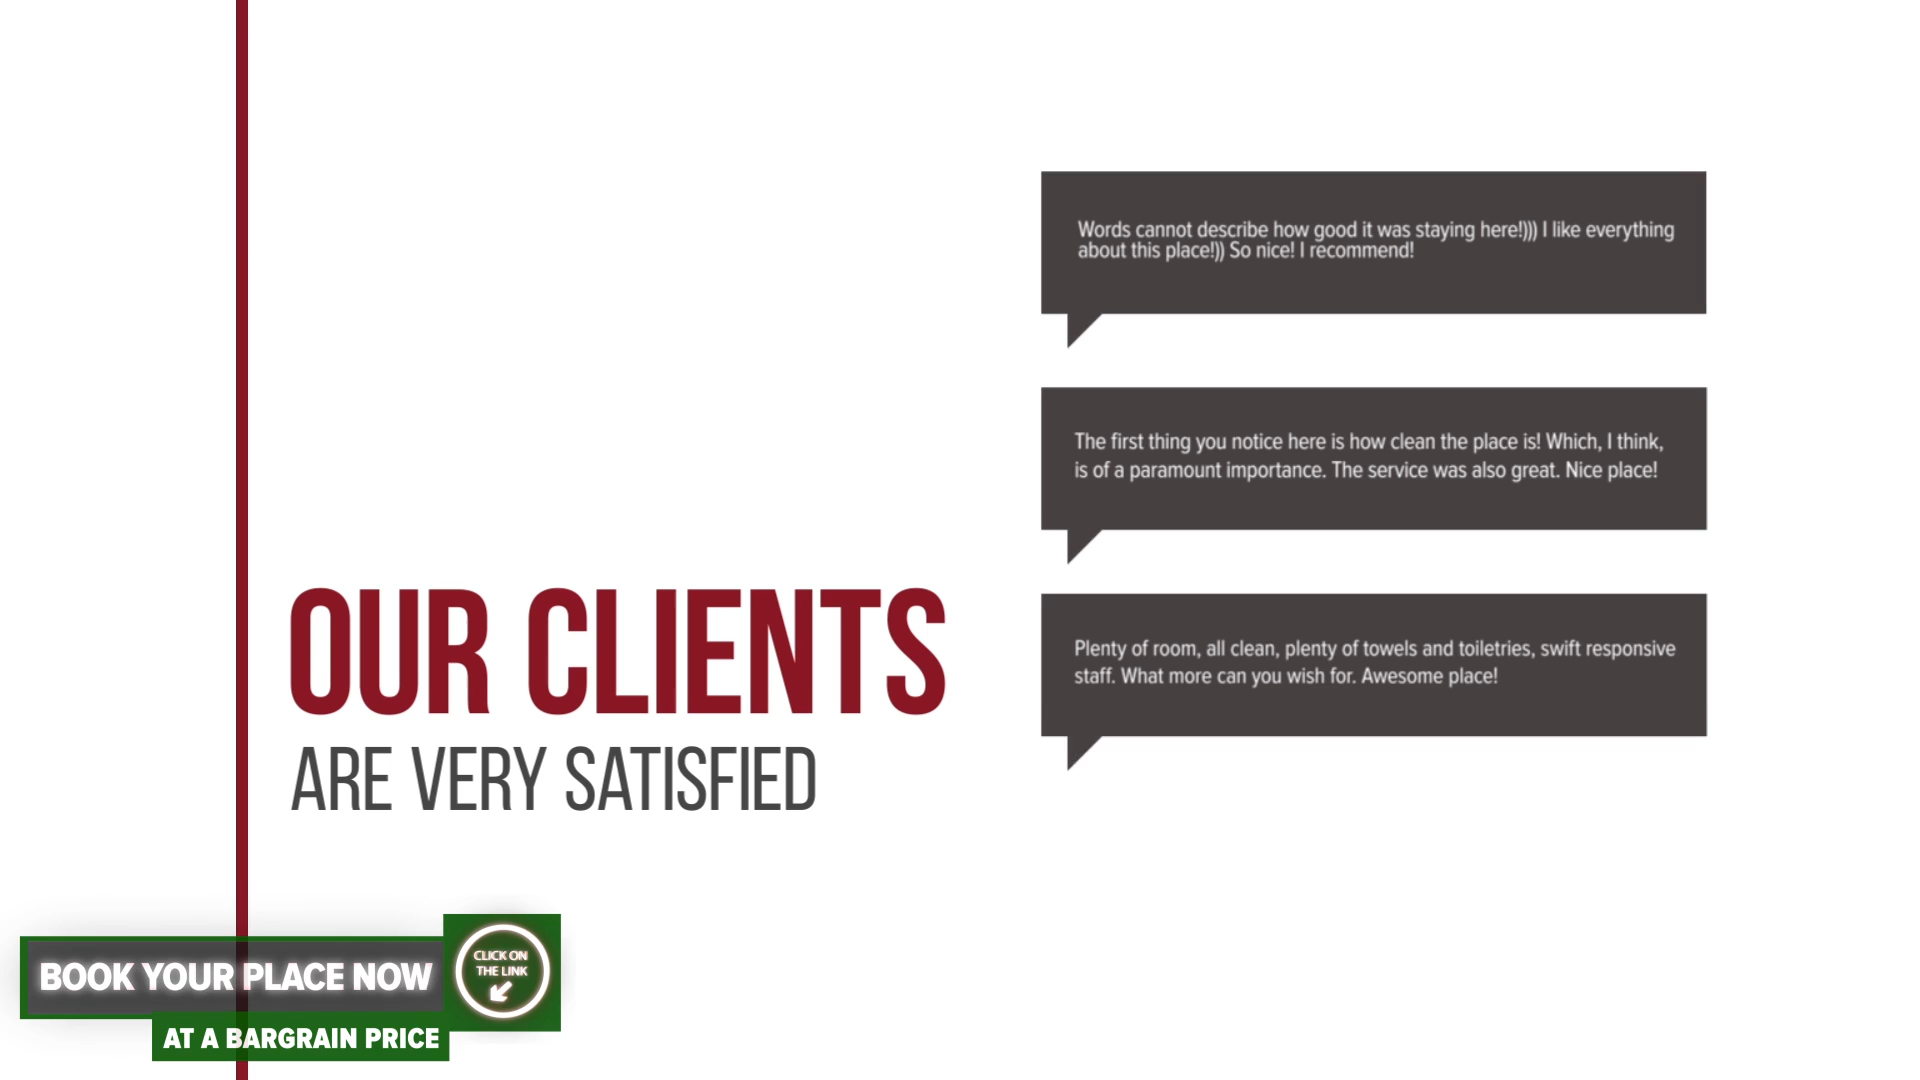 Words cannot describe how good it was staying here!))) I like everything
about this place!)) So nice! I recommend!
The first thing you notice here is how clean the place is! Which, I think,
is of a paramount importance. The service was also great. Nice place!
Plenty of room, all clean, plenty of towels and toiletries, swift responsive
staff. What more can you wish for. Awesome place!
OUR CLIENTS
ARE VERY SATISFIED
BOOK YOUR PLACE NOW
CLICK ON
THE LINK
AT A BARGRAIN PRICE